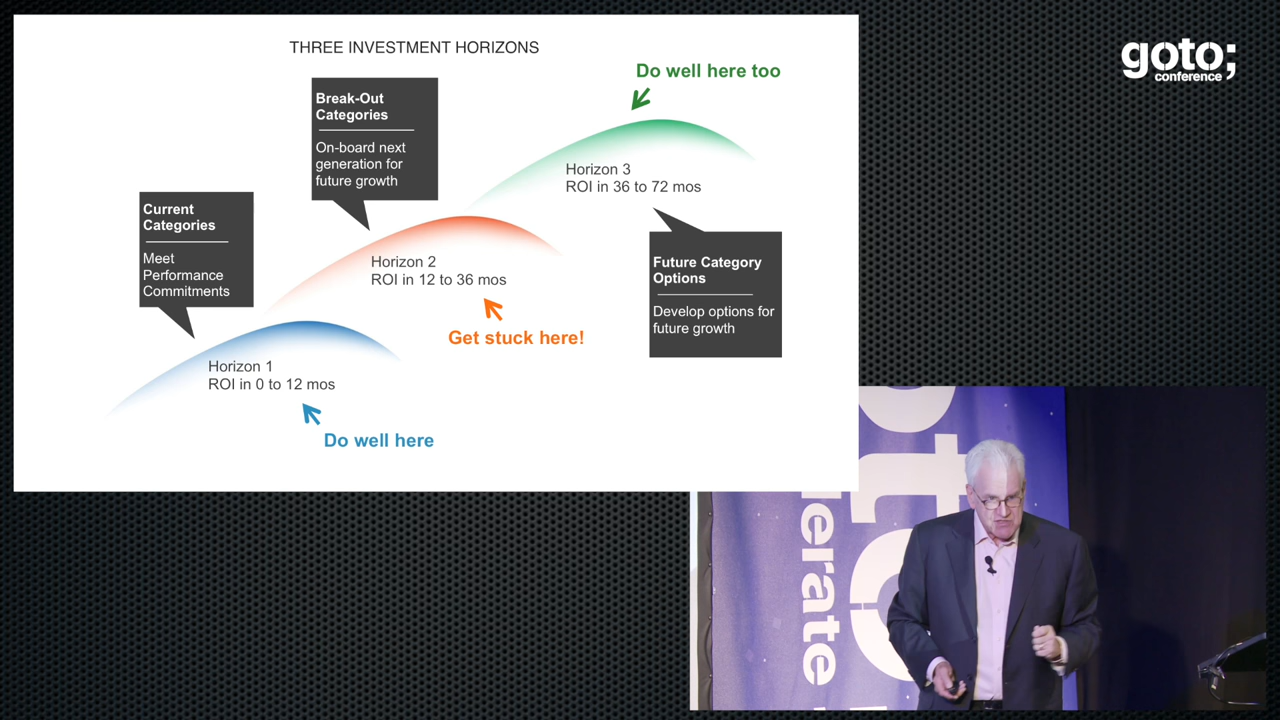 THREE INVESTMENT HORIZONS
Do well here too
Break-Out
Categories
On-board next
generation for
future growth
Horizon 3
ROI in 36 to 72 mos
Current
Categories
Meet
Performance
Commitments
Horizon 2
ROI in 12 to 36 mos
Future Category
Options
Develop options for
future growth
Get stuck here!
Horizon 1
ROI in 0 to 12 mos
Do well here
goto;
conference